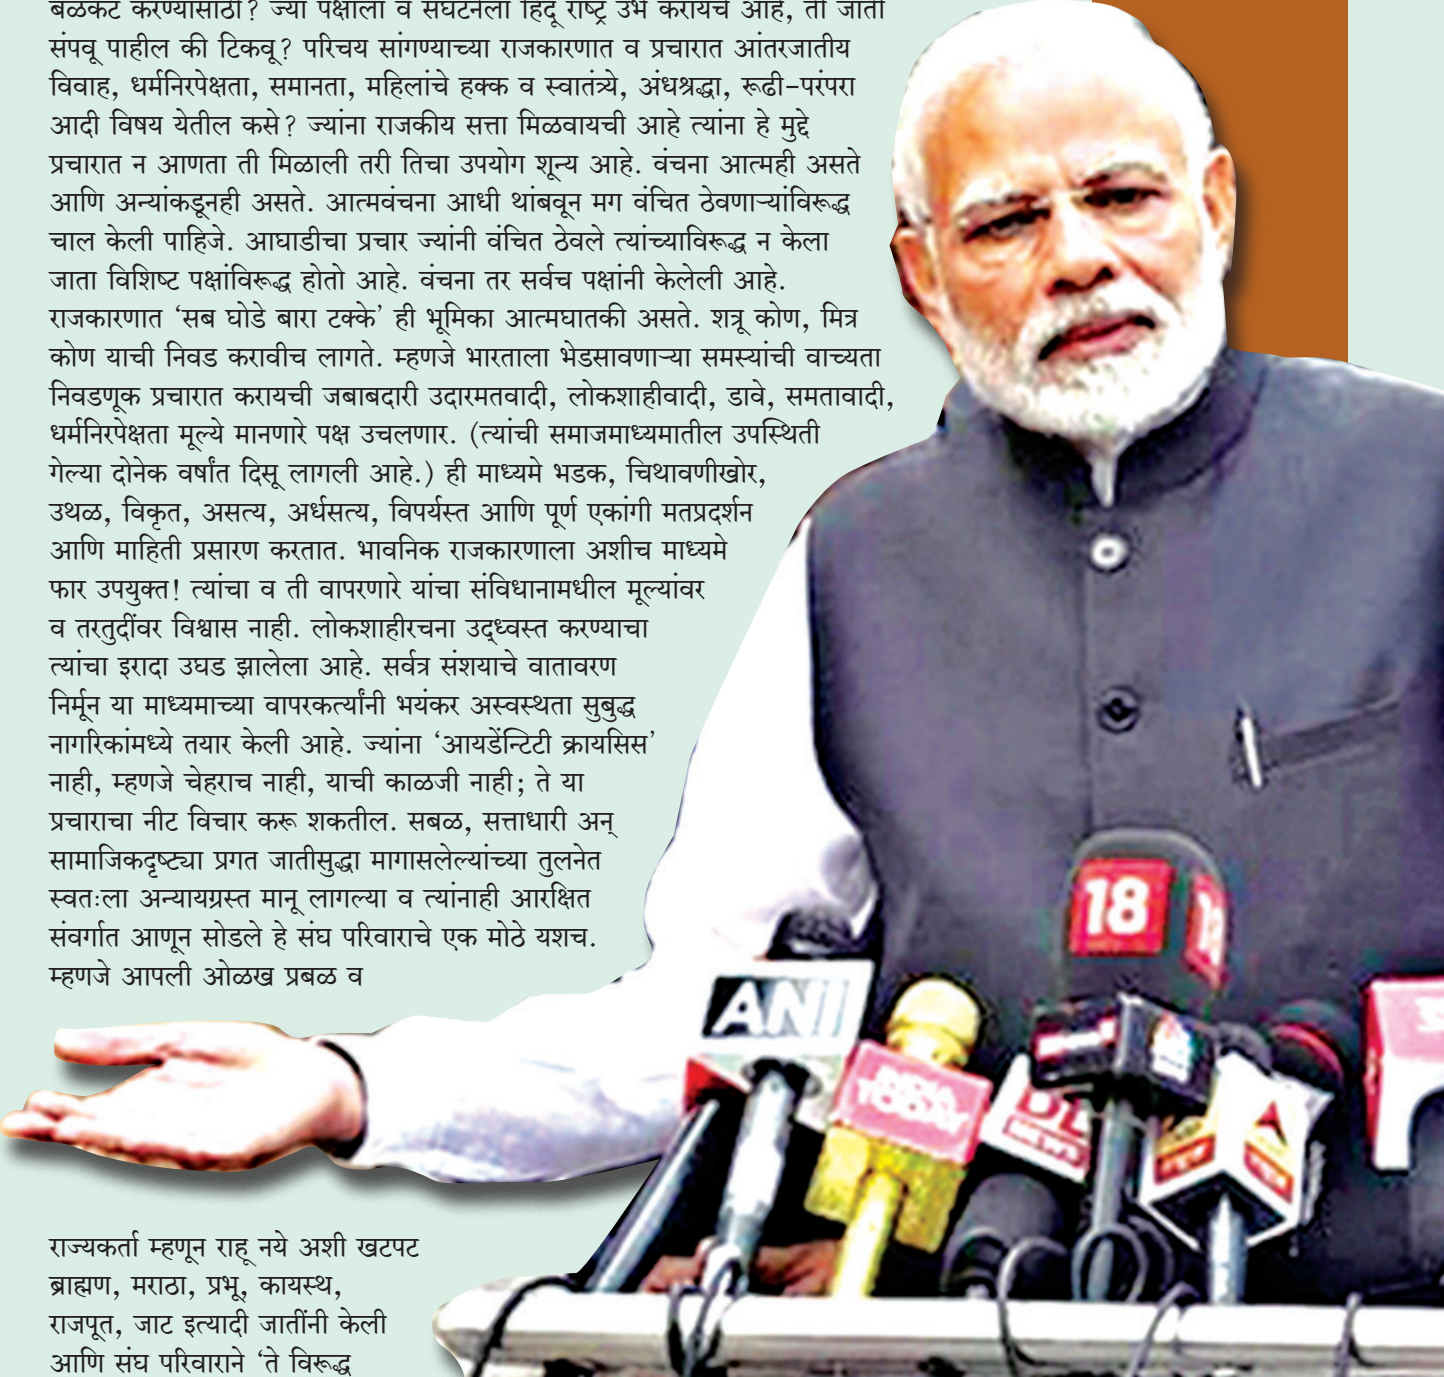 बळकट करण्यासाठी? ज्या पक्षाला व संघटनेला हिंदू राष्ट्र उभे करायचे आहे, ती जाती
संपवू पाहील की टिकवू? परिचय सांगण्याच्या राजकारणात व प्रचारात आंतरजातीय
विवाह, धर्मनिरपेक्षता, समानता, महिलांचे हक्क व स्वातंत्र्ये, अंधश्रद्धा, रूढी-परंपरा
आदी विषय येतील कसे? ज्यांना राजकीय सत्ता मिळवायची आहे त्यांना हे मुद्दे
प्रचारात न आणता ती मिळाली तरी तिचा उपयोग शून्य आहे. वंचना आत्मही असते
आणि अन्यांकडूनही असते. आत्मवंचना आधी थांबवून मग वंचित ठेवणाऱ्यांविरूद्ध
चाल केली पाहिजे. आघाडीचा प्रचार ज्यांनी वंचित ठेवले त्यांच्याविरूद्ध न केला
जाता विशिष्ट पक्षांविरूद्ध होतो आहे. वंचना तर सर्वच पक्षांनी केलेली आहे.
राजकारणात ‘सब घोडे बारा टक्के’ ही भूमिका आत्मघातकी असते. शत्रू कोण, मित्र
कोण याची निवड करावीच लागते. म्हणजे भारताला भेडसावणाऱ्या समस्यांची वाच्यता
निवडणूक प्रचारात करायची जबाबदारी उदारमतवादी, लोकशाहीवादी, डावे, समतावादी,
धर्मनिरपेक्षता मूल्ये मानणारे पक्ष उचलणार. (त्यांची समाजमाध्यमातील उपस्थिती
गेल्या दोनेक वर्षांत दिसू लागली आहे.) ही माध्यमे भडक, चिथावणीखोर,
उथळ, विकृत, असत्य, अर्धसत्य, विपर्यस्त आणि पूर्ण एकांगी मतप्रदर्शन
आणि माहिती प्रसारण करतात. भावनिक राजकारणाला अशीच माध्यमे
फार उपयुक्त! त्यांचा व ती वापरणारे यांचा संविधानामधील मूल्यांवर
व तरतुदींवर विश्वास नाही. लोकशाहीरचना उद्ध्वस्त करण्याचा
त्यांचा इरादा उघड झालेला आहे. सर्वत्र संशयाचे वातावरण
निर्मून या माध्यमाच्या वापरकर्त्यांनी भयंकर अस्वस्थता सुबुद्ध
नागरिकांमध्ये तयार केली आहे. ज्यांना ‘आयडेंन्टिटी क्रायसिस’
नाही, म्हणजे चेहराच नाही, याची काळजी नाही; ते या
प्रचाराचा नीट विचार करू शकतील. सबळ, सत्ताधारी अन्
सामाजिकदृष्ट्या प्रगत जातीसुद्धा मागासलेल्यांच्या तुलनेत
स्वतःला अन्यायग्रस्त मानू लागल्या व त्यांनाही आरक्षित
संवर्गात आणून सोडले हे संघ परिवाराचे एक मोठे यशच.
म्हणजे आपली ओळख प्रबळ व
राज्यकर्ता म्हणून राहू नये अशी खटपट
ब्राह्मण, मराठा, प्रभू, कायस्थ,
राजपूत, जाट इत्यादी जातींनी केली
आणि संघ परिवाराने ‘ते विरूद्ध
18
ANI
INDIA
TODAY
NEWS